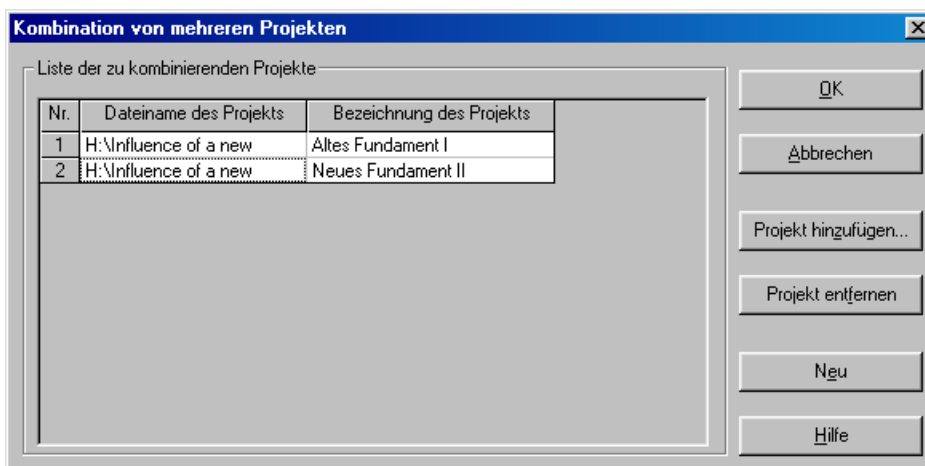 Kombination von mehreren Projekten
Liste der zu kombinierenden Projekte
Nr. Dateiname des Projekts Bezeichnung des Projekts
1 H:\Influence of a new Altes Fundament I
2 H:\Influence of a new Neues Fundament II
OK
Abbrechen
Projekt hinzufügen...
Projekt entfernen
Neu
Hilfe